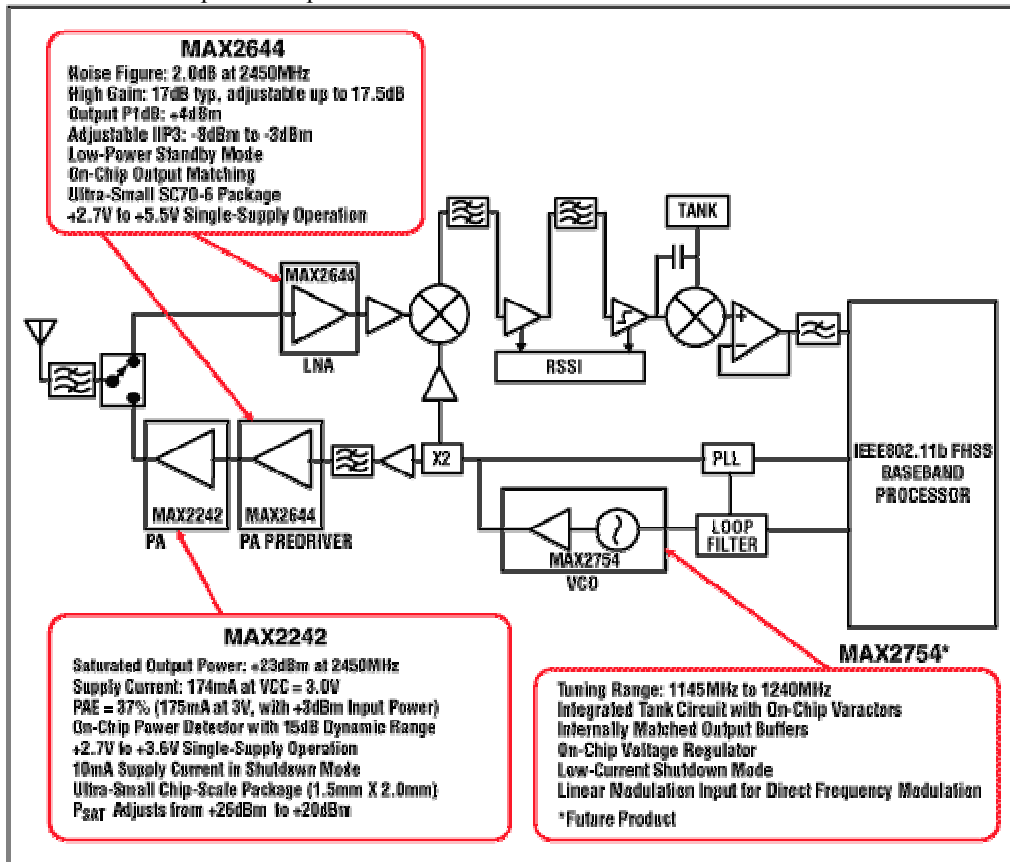 MAX2644
Noise Figure: 2.0dB at 2450MHz
High Gain: 17dB typ, adjustable up to 17.5dB
Output P1dB: +4dBm
Adjustable IIP3: -8dBm to -3dBm
Low-Power Standby Mode
On-Chip Output Matching
Ultra-Small SC70-6 Package
+2.7V to +5.5V Single-Supply Operation
TANK
MAX2644
LNA
RSSI
IEEE802.11b FHSS
BASEBAND
PROCESSOR
X2
PLL
LOOP
FILTER
MAX2242
PA
MAX2644
PA PREDRIVER
MAX2754
VCO
MAX2242
Saturated Output Power: +23dBm at 2450MHz
Supply Current: 174mA at VCC = 3.0V
PAE = 37% (175mA at 3V, with +3dBm Input Power)
On-Chip Power Detector with 15dB Dynamic Range
+2.7V to +3.6V Single-Supply Operation
10mA Supply Current in Shutdown Mode
Ultra-Small Chip-Scale Package (1.5mm X 2.0mm)
PSAT Adjusts from +26dBm to +20dBm
MAX2754*
Tuning Range: 1145MHz to 1240MHz
Integrated Tank Circuit with On-Chip Varactors
Internally Matched Output Buffers
On-Chip Voltage Regulator
Low-Current Shutdown Mode
Linear Modulation Input for Direct Frequency Modulation
*Future Product